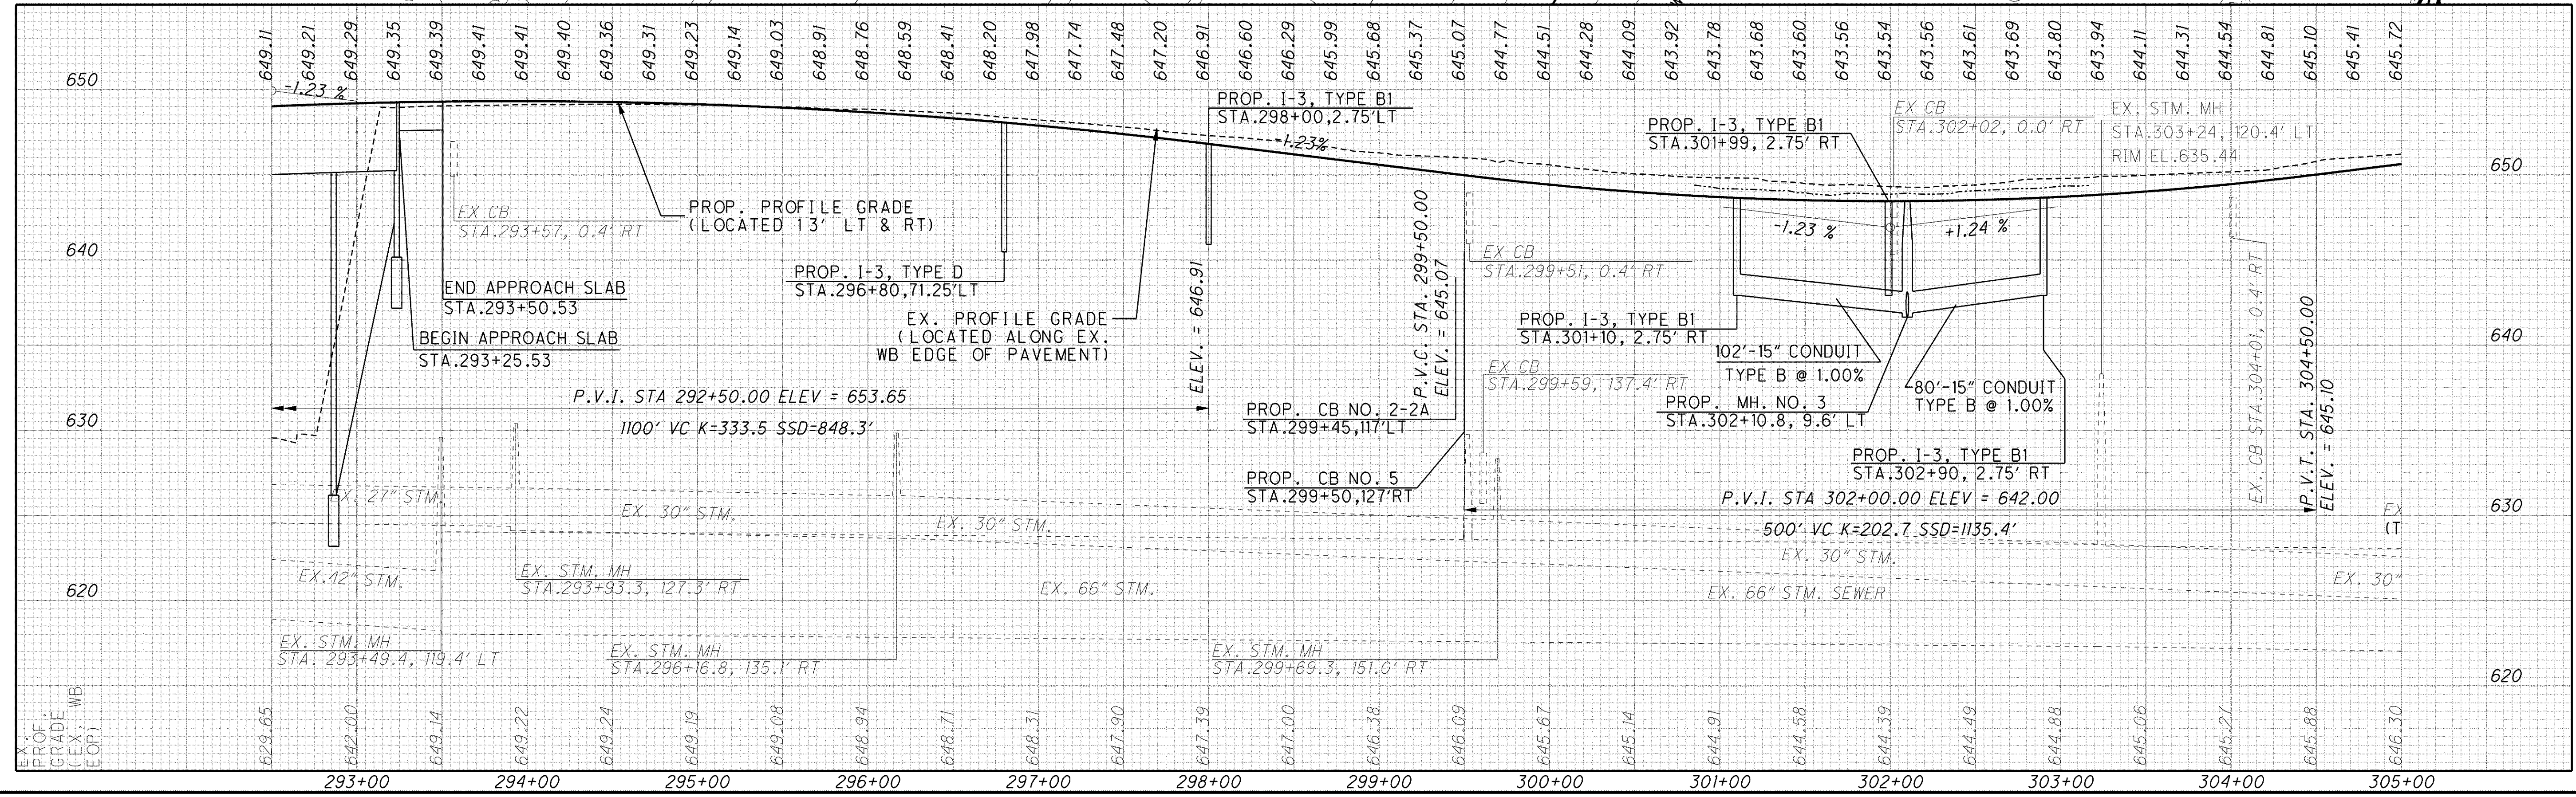 649.11 649.21 649.29 649.35 649.39 649.41 649.41 649.40 649.36 649.31 649.23 649.14 649.03 648.91 648.76 648.59 648.41 648.20 647.98 647.74 647.48 647.20 646.91 646.60 646.29 645.99 645.68 645.37 645.07 644.77 644.51 644.28 644.09 643.92 643.78 643.68 643.60 643.56 643.54 643.56 643.61 643.69 643.80 643.94 644.11 644.31 644.54 644.81 645.10 645.41 645.72
650
640
630
620
-1.23 %
EX CB
STA.293+57, 0.4' RT
END APPROACH SLAB
STA.293+50.53
BEGIN APPROACH SLAB
STA.293+25.53
PROP. PROFILE GRADE
(LOCATED 13' LT & RT)
PROP. I-3, TYPE D
STA.296+80,71.25'LT
EX. PROFILE GRADE
(LOCATED ALONG EX.
WB EDGE OF PAVEMENT)
P.V.I. STA 292+50.00 ELEV = 653.65
1100' VC K=333.5 SSD=848.3'
PROP. I-3, TYPE B1
STA.298+00,2.75'LT
-1.23%
ELEV. = 646.91
P.V.C. STA. 299+50.00
ELEV. = 645.07
EX CB
STA.299+51, 0.4' RT
EX CB
STA.299+59, 137.4' RT
PROP. CB NO. 2-2A
STA.299+45,117'LT
PROP. CB NO. 5
STA.299+50,127'RT
PROP. I-3, TYPE B1
STA.301+99, 2.75' RT
EX CB
STA.302+02, 0.0' RT
EX. STM. MH
STA.303+24, 120.4' LT
RIM EL.635.44
-1.23 %
+1.24 %
PROP. I-3, TYPE B1
STA.301+10, 2.75' RT
102'-15" CONDUIT
TYPE B @ 1.00%
80'-15" CONDUIT
TYPE B @ 1.00%
PROP. MH. NO. 3
STA.302+10.8, 9.6' LT
PROP. I-3, TYPE B1
STA.302+90, 2.75' RT
P.V.I. STA 302+00.00 ELEV = 642.00
500' VC K=202.7 SSD=1135.4'
EX. CB STA.304+01, 0.4' RT
P.V.T. STA. 304+50.00
ELEV. = 645.10
650
640
630
620
EX. 27" STM.
EX. 30" STM.
EX. 30" STM.
EX.42" STM.
EX. STM. MH
STA.293+93.3, 127.3' RT
EX. 66" STM.
EX. 30" STM.
EX. 66" STM. SEWER
EX
(T
EX. 30"
EX. STM. MH
STA. 293+49.4, 119.4' LT
EX. STM. MH
STA.296+16.8, 135.1' RT
EX. STM. MH
STA.299+69.3, 151.0' RT
EX.
PROF.
GRADE
(EX. WB
EOP)
629.65 642.00 649.14 649.22 649.24 649.19 649.08 648.94 648.71 648.31 647.90 647.39 647.00 646.38 646.09 645.67 645.14 644.91 644.58 644.39 644.49 644.88 645.06 645.27 645.88 646.30
293+00 294+00 295+00 296+00 297+00 298+00 299+00 300+00 301+00 302+00 303+00 304+00 305+00